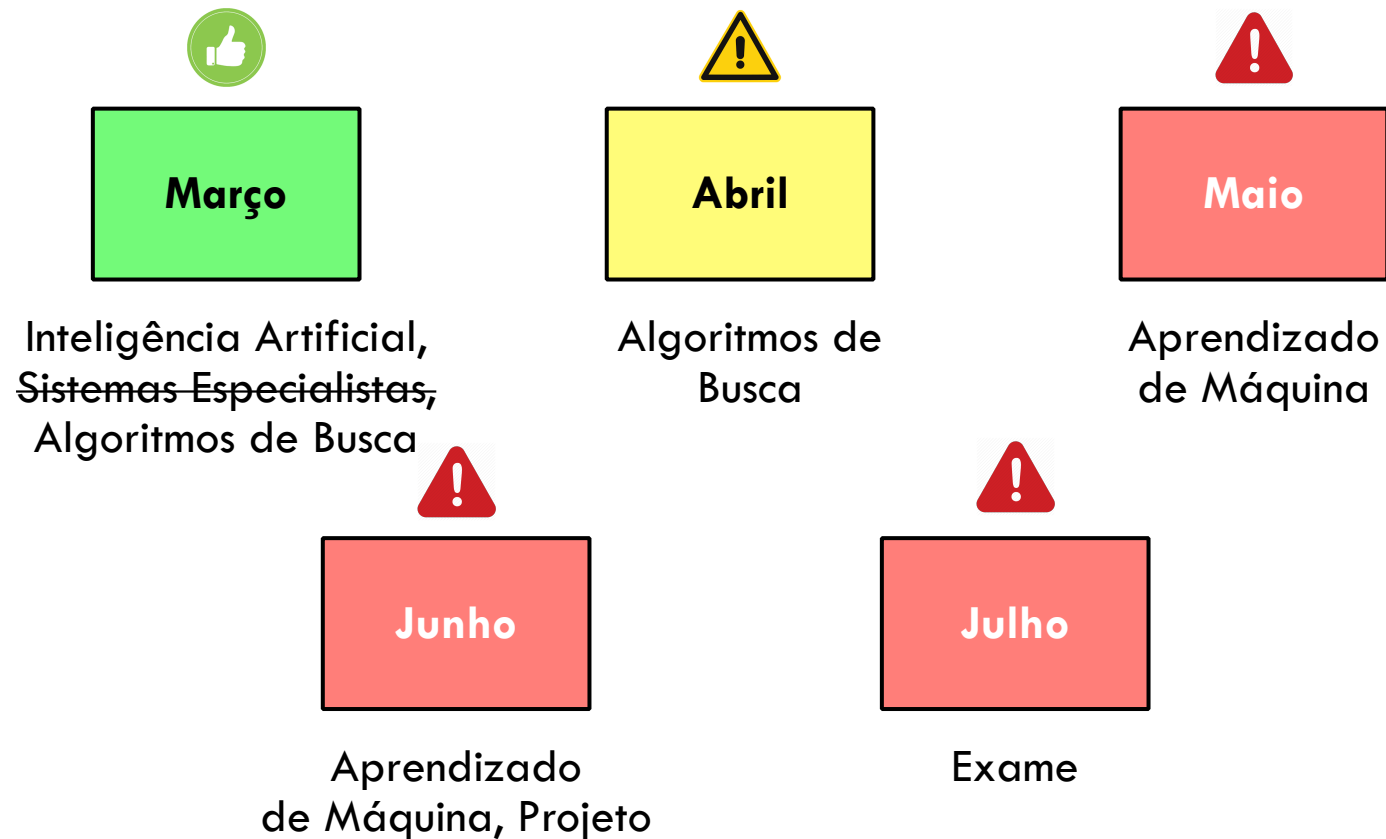 Março
Abril
Maio
Inteligência Artificial,
Sistemas Especialistas,
Algoritmos de Busca
Algoritmos de
Busca
Aprendizado
de Máquina
Junho
Julho
Aprendizado
de Máquina, Projeto
Exame